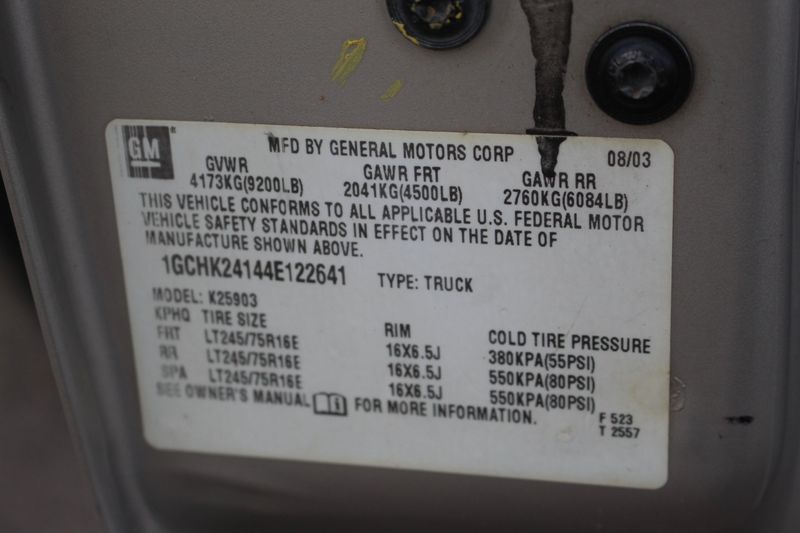 GM MFD BY GENERAL MOTORS CORP 08/03
GVWR GAWR FRT GAWR RR
4173KG(9200LB) 2041KG(4500LB) 2760KG(6084LB)
THIS VEHICLE CONFORMS TO ALL APPLICABLE U.S. FEDERAL MOTOR
VEHICLE SAFETY STANDARDS IN EFFECT ON THE DATE OF
MANUFACTURE SHOWN ABOVE.
1GCHK24144E122641 TYPE: TRUCK
MODEL: K25903
KPHQ TIRE SIZE RIM COLD TIRE PRESSURE
FRT LT245/75R16E 16X6.5J 380KPA(55PSI)
RR LT245/75R16E 16X6.5J 550KPA(80PSI)
SPA LT245/75R16E 16X6.5J 550KPA(80PSI)
SEE OWNER'S MANUAL FOR MORE INFORMATION.
F 523
T 2557